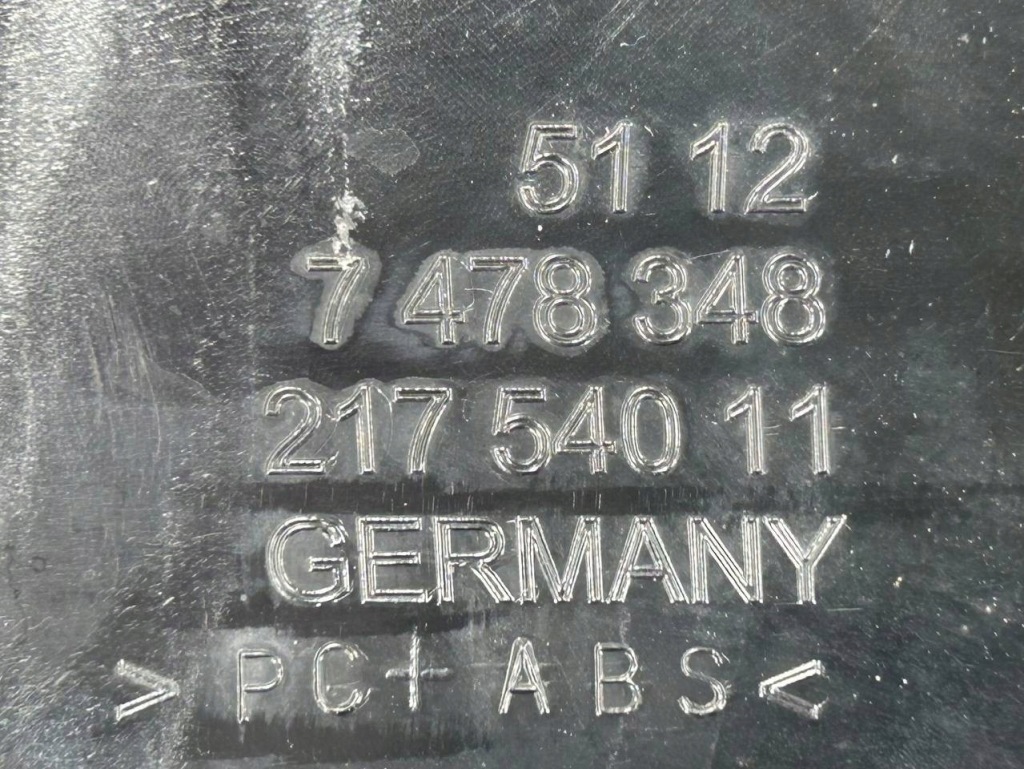 51 12
7 478 348
217 540 11
GERMANY
> PC + ABS <